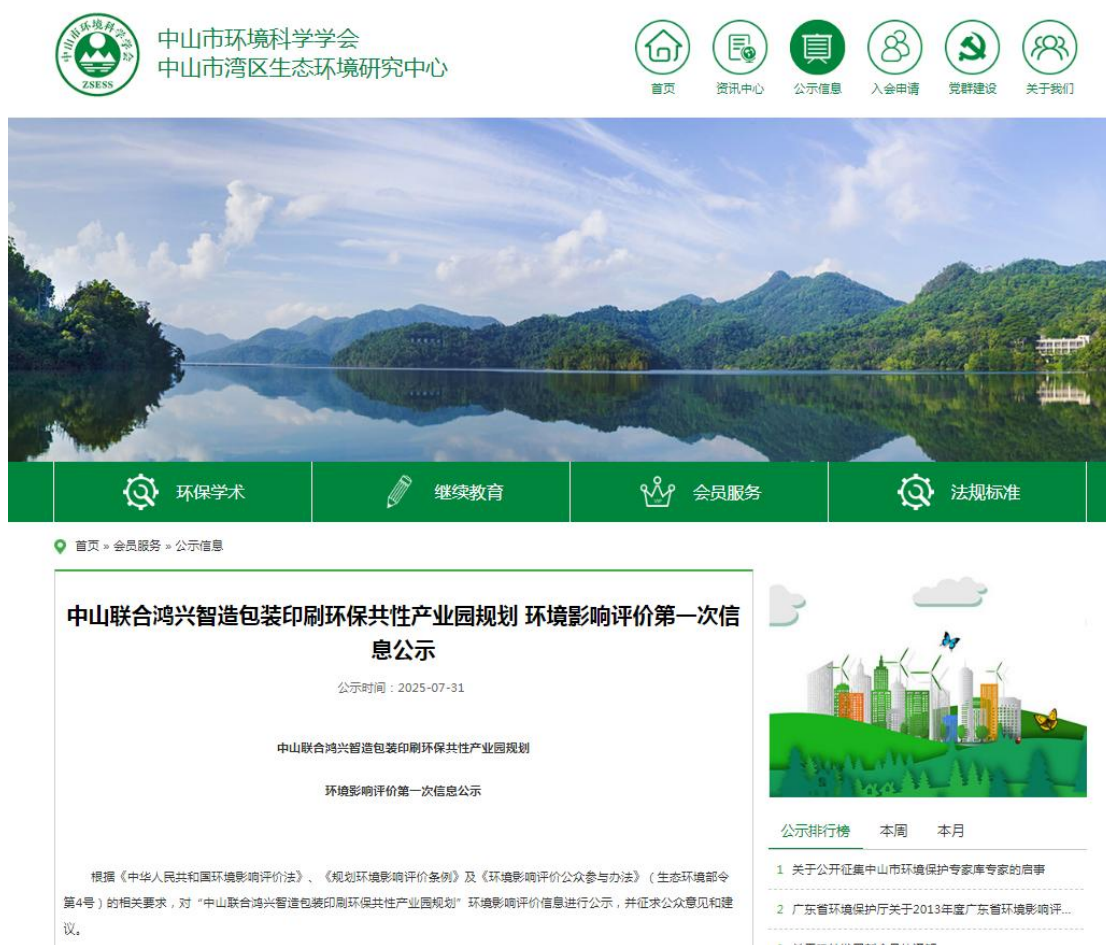 中山市环境科学学会
ZSESS
中山市环境科学学会
中山市湾区生态环境研究中心
首页
资讯中心
公示信息
入会申请
党群建设
关于我们
环保学术
继续教育
会员服务
法规标准
首页 » 会员服务 » 公示信息
中山联合鸿兴智造包装印刷环保共性产业园规划 环境影响评价第一次信
息公示
公示时间：2025-07-31
中山联合鸿兴智造包装印刷环保共性产业园规划
环境影响评价第一次信息公示
根据《中华人民共和国环境影响评价法》、《规划环境影响评价条例》及《环境影响评价公众参与办法》（生态环境部令
第4号）的相关要求，对“中山联合鸿兴智造包装印刷环保共性产业园规划”环境影响评价信息进行公示，并征求公众意见和建
议。
公示排行榜
本周
本月
1 关于公开征集中山市环境保护专家库专家的启事
2 广东省环境保护厅关于2013年度广东省环境影响评...